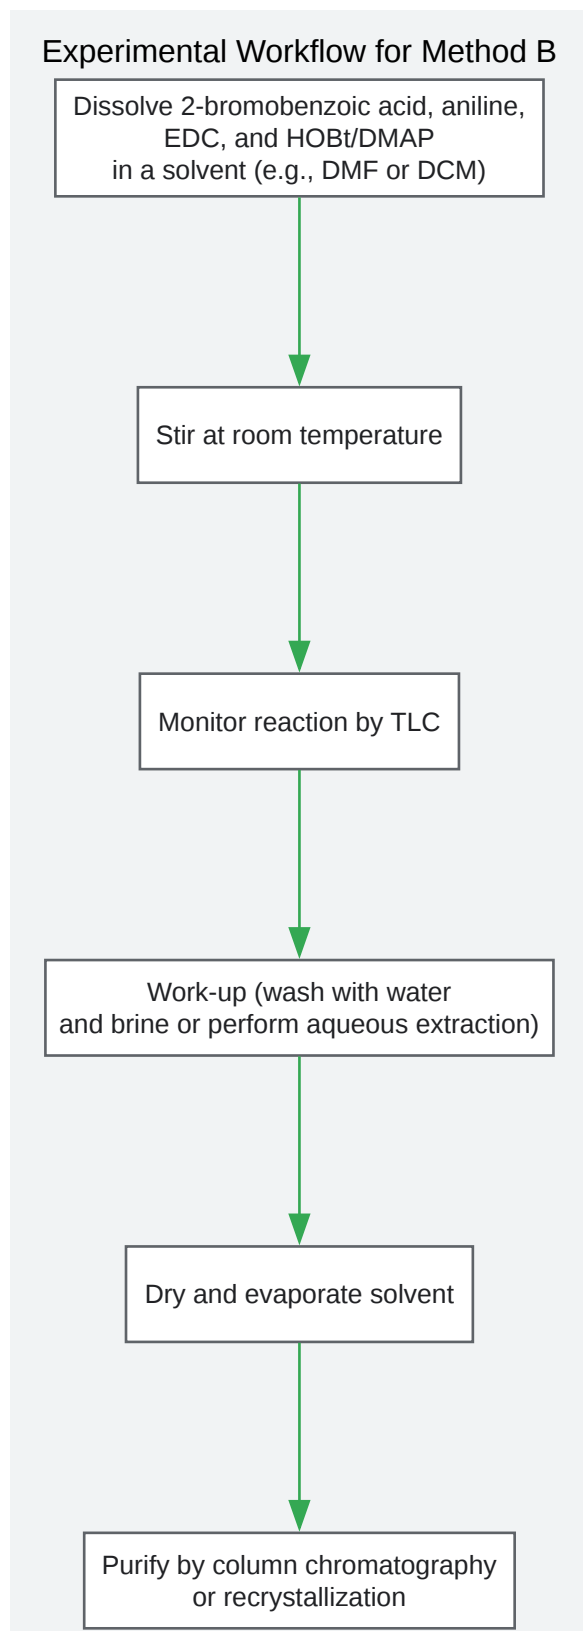 Experimental Workflow for Method B
Dissolve 2-bromobenzoic acid, aniline,
EDC, and HOBt/DMAP
in a solvent (e.g., DMF or DCM)
Stir at room temperature
Monitor reaction by TLC
Work-up (wash with water
and brine or perform aqueous extraction)
Dry and evaporate solvent
Purify by column chromatography
or recrystallization